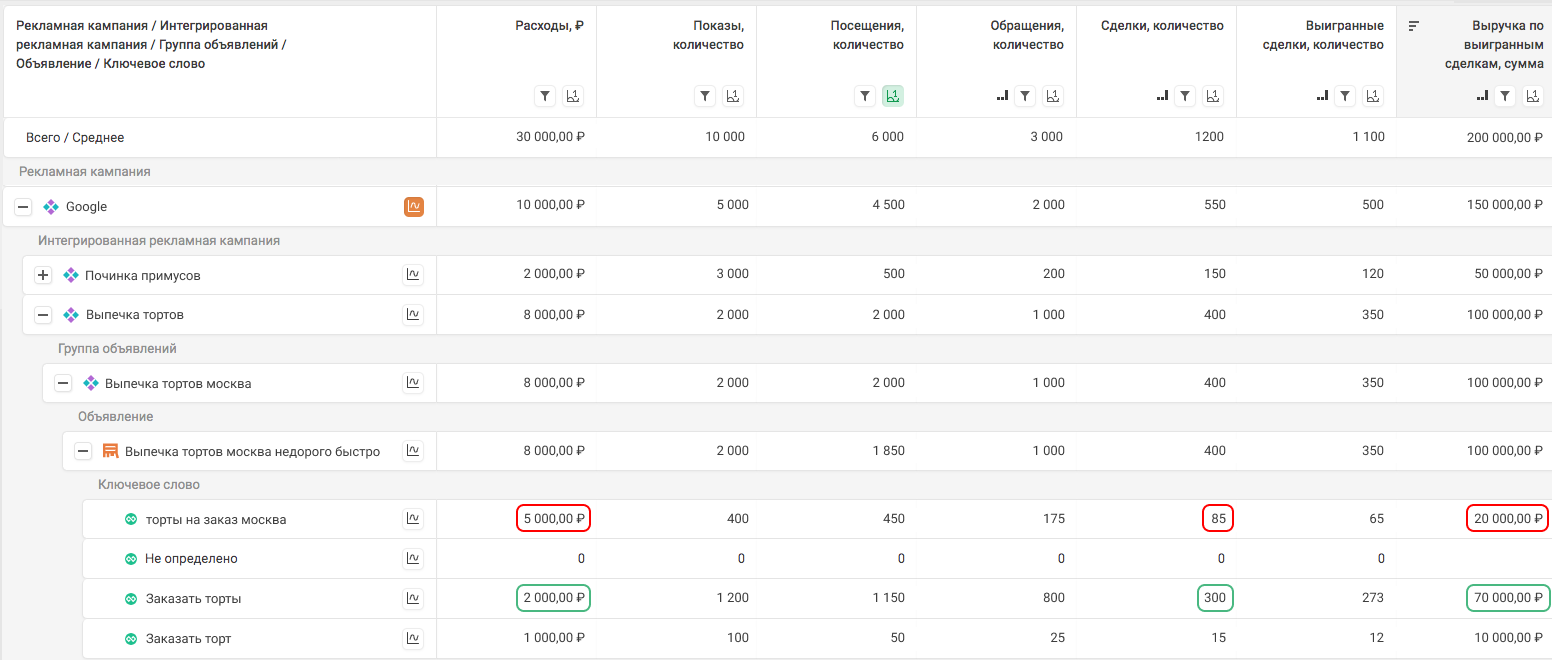 Рекламная кампания / Интегрированная рекламная кампания / Группа объявлений / Объявление / Ключевое слово
Расходы, ₽
Показы, количество
Посещения, количество
Обращения, количество
Сделки, количество
Выигранные сделки, количество
Выручка по выигранным сделкам, сумма
Всего / Среднее 30 000,00 ₽ 10 000 6 000 3 000 1200 1 100 200 000,00 ₽
Рекламная кампания
Google 10 000,00 ₽ 5 000 4 500 2 000 550 500 150 000,00 ₽
Интегрированная рекламная кампания
Починка примусов 2 000,00 ₽ 3 000 500 200 150 120 50 000,00 ₽
Выпечка тортов 8 000,00 ₽ 2 000 2 000 1 000 400 350 100 000,00 ₽
Группа объявлений
Выпечка тортов москва 8 000,00 ₽ 2 000 2 000 1 000 400 350 100 000,00 ₽
Объявление
Выпечка тортов москва недорого быстро 8 000,00 ₽ 2 000 1 850 1 000 400 350 100 000,00 ₽
Ключевое слово
торты на заказ москва 5 000,00 ₽ 400 450 175 85 65 20 000,00 ₽
Не определено 0 0 0 0 0 0
Заказать торты 2 000,00 ₽ 1 200 1 150 800 300 273 70 000,00 ₽
Заказать торт 1 000,00 ₽ 100 50 25 15 12 10 000,00 ₽